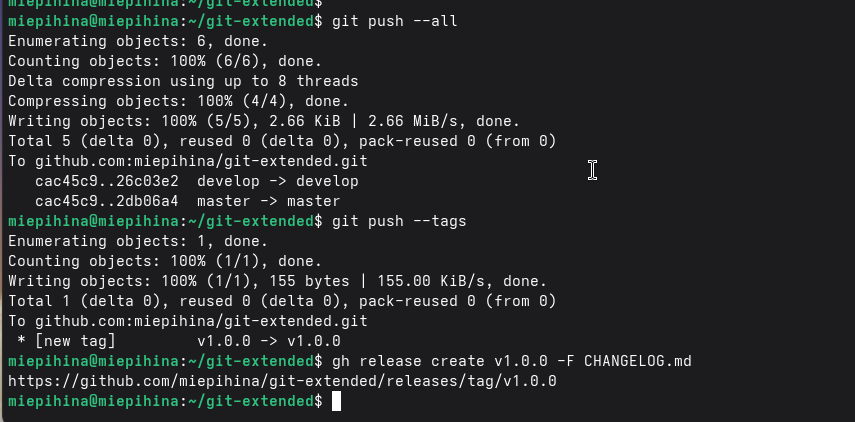 miepihina@miepihina:~/git-extended$
miepihina@miepihina:~/git-extended$ git push --all
Enumerating objects: 6, done.
Counting objects: 100% (6/6), done.
Delta compression using up to 8 threads
Compressing objects: 100% (4/4), done.
Writing objects: 100% (5/5), 2.66 KiB | 2.66 MiB/s, done.
Total 5 (delta 0), reused 0 (delta 0), pack-reused 0 (from 0)
To github.com:miepihina/git-extended.git
   cac45c9..26c03e2  develop -> develop
   cac45c9..2db06a4  master -> master
miepihina@miepihina:~/git-extended$ git push --tags
Enumerating objects: 1, done.
Counting objects: 100% (1/1), done.
Writing objects: 100% (1/1), 155 bytes | 155.00 KiB/s, done.
Total 1 (delta 0), reused 0 (delta 0), pack-reused 0 (from 0)
To github.com:miepihina/git-extended.git
 * [new tag]         v1.0.0 -> v1.0.0
miepihina@miepihina:~/git-extended$ gh release create v1.0.0 -F CHANGELOG.md
https://github.com/miepihina/git-extended/releases/tag/v1.0.0
miepihina@miepihina:~/git-extended$